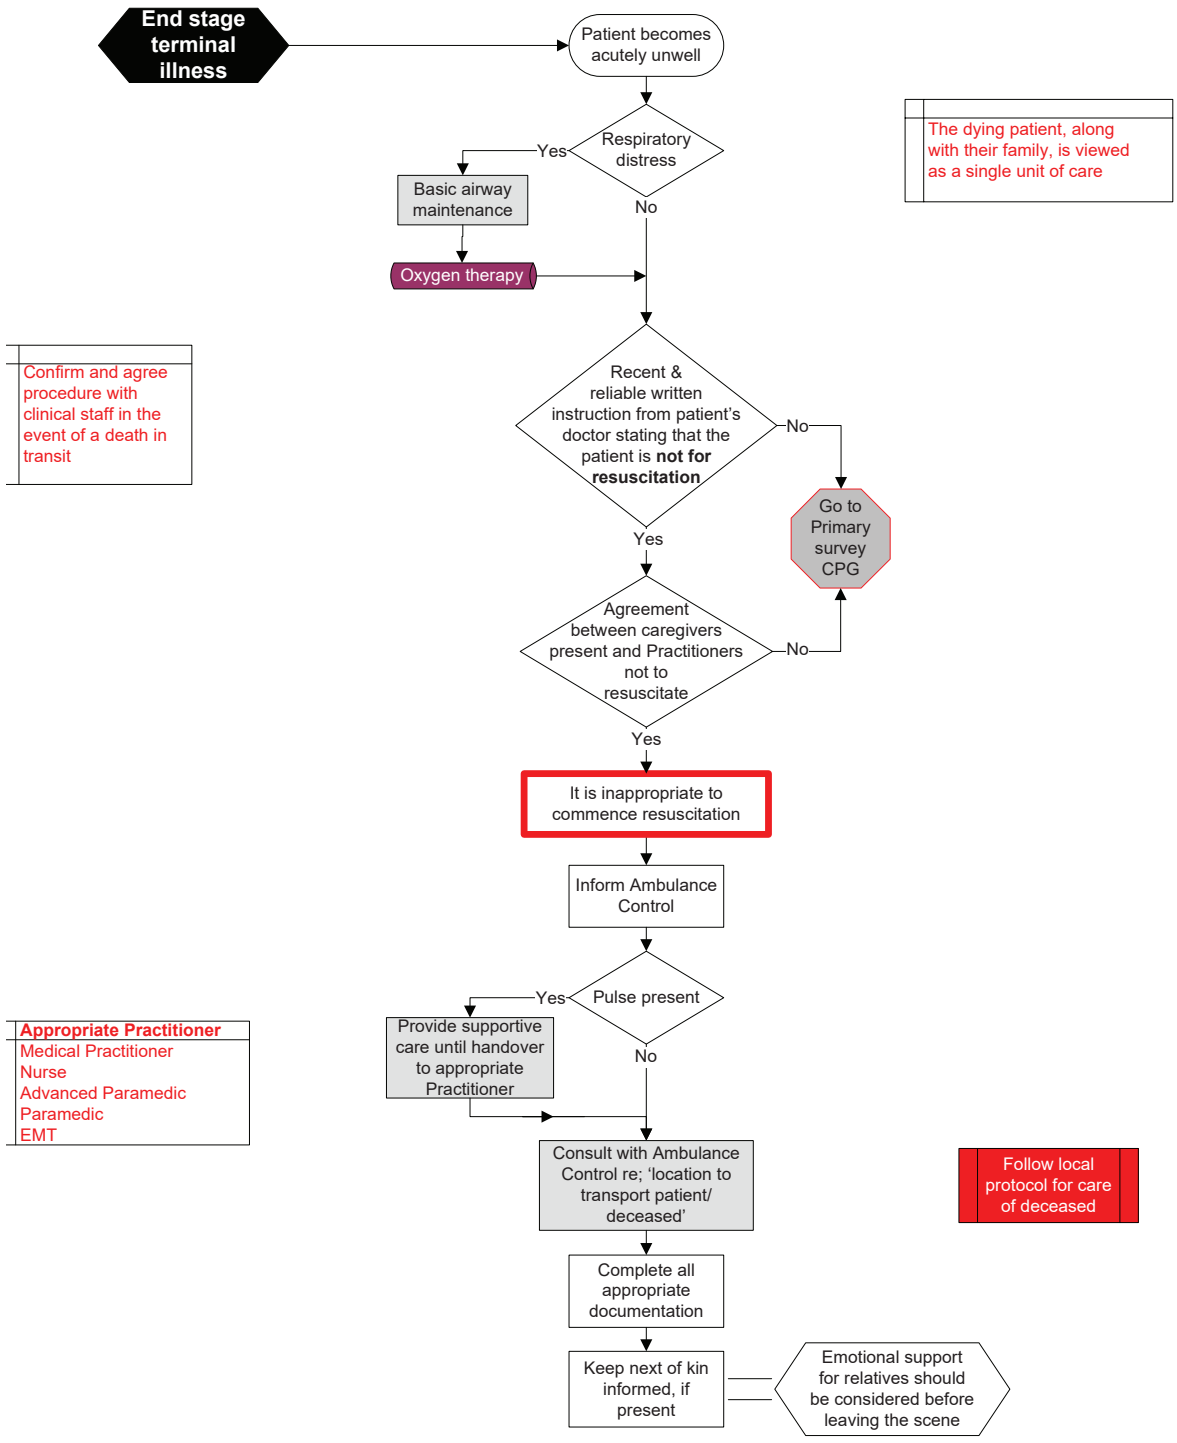 End stage
terminal
illness
Patient becomes
acutely unwell
Respiratory
distress
Yes
No
Basic airway
maintenance
Oxygen therapy
The dying patient, along
with their family, is viewed
as a single unit of care
Confirm and agree
procedure with
clinical staff in the
event of a death in
transit
Recent &
reliable written
instruction from patient’s
doctor stating that the
patient is not for
resuscitation
No
Yes
Go to
Primary
survey
CPG
Agreement
between caregivers
present and Practitioners
not to
resuscitate
No
Yes
It is inappropriate to
commence resuscitation
Inform Ambulance
Control
Pulse present
Yes
No
Provide supportive
care until handover
to appropriate
Practitioner
Appropriate Practitioner
Medical Practitioner
Nurse
Advanced Paramedic
Paramedic
EMT
Consult with Ambulance
Control re; ‘location to
transport patient/
deceased’
Follow local
protocol for care
of deceased
Complete all
appropriate
documentation
Keep next of kin
informed, if
present
Emotional support
for relatives should
be considered before
leaving the scene